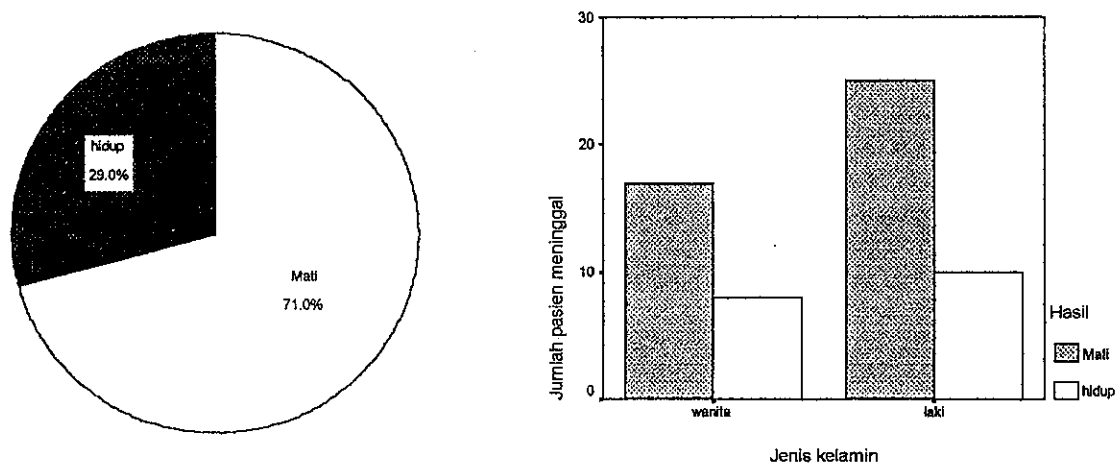 hidup
29.0%
Mati
71.0%
Jumlah pasien meninggal
30
20
10
0
wanita
laki
Jenis kelamin
Hasil
Mati
hidup